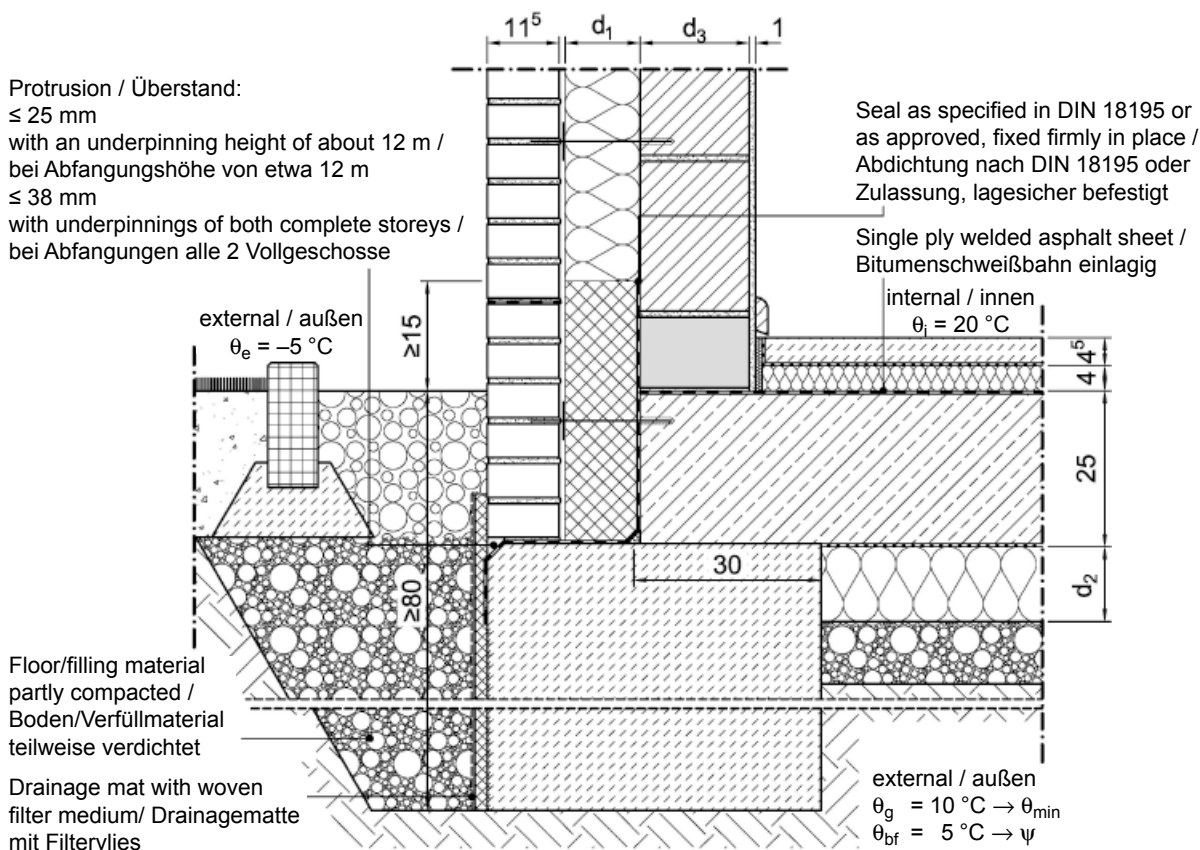 11⁵
d₁
d₃
1
Protrusion / Überstand:
≤ 25 mm
with an underpinning height of about 12 m /
bei Abfangungshöhe von etwa 12 m
≤ 38 mm
with underpinnings of both complete storeys /
bei Abfangungen alle 2 Vollgeschosse
Seal as specified in DIN 18195 or
as approved, fixed firmly in place /
Abdichtung nach DIN 18195 oder
Zulassung, lagesicher befestigt
Single ply welded asphalt sheet /
Bitumenschweißbahn einlagig
internal / innen
θᵢ = 20 °C
external / außen
θₑ = –5 °C
≥15
4⁵
4
25
30
d₂
≥80
Floor/filling material
partly compacted /
Boden/Verfüllmaterial
teilweise verdichtet
Drainage mat with woven
filter medium/ Drainagematte
mit Filtervlies
external / außen
θg = 10 °C → θmin
θbf = 5 °C → ψ